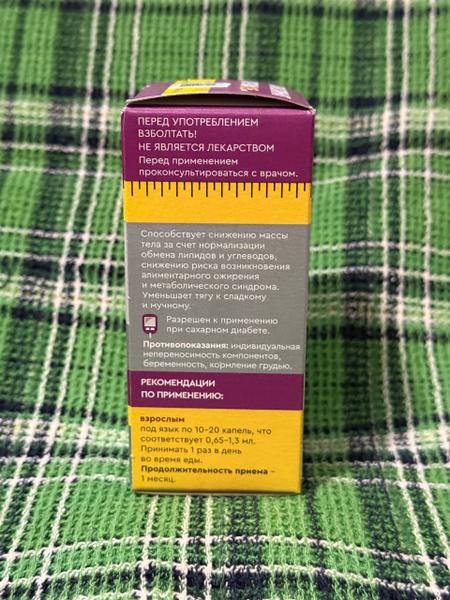 ПЕРЕД УПОТРЕБЛЕНИЕМ
ВЗБОЛТАТЬ!
НЕ ЯВЛЯЕТСЯ ЛЕКАРСТВОМ
Перед применением
проконсультироваться с врачом.
Способствует снижению массы
тела за счет нормализации
обмена липидов и углеводов,
снижению риска возникновения
алиментарного ожирения
и метаболического синдрома.
Уменьшает тягу к сладкому
и мучному.
Разрешен к применению
при сахарном диабете.
Противопоказания: индивидуальная
непереносимость компонентов,
беременность, кормление грудью.
РЕКОМЕНДАЦИИ
ПО ПРИМЕНЕНИЮ:
взрослым
под язык по 10–20 капель, что
соответствует 0,65–1,3 мл.
Принимать 1 раз в день
во время еды.
Продолжительность приема –
1 месяц.